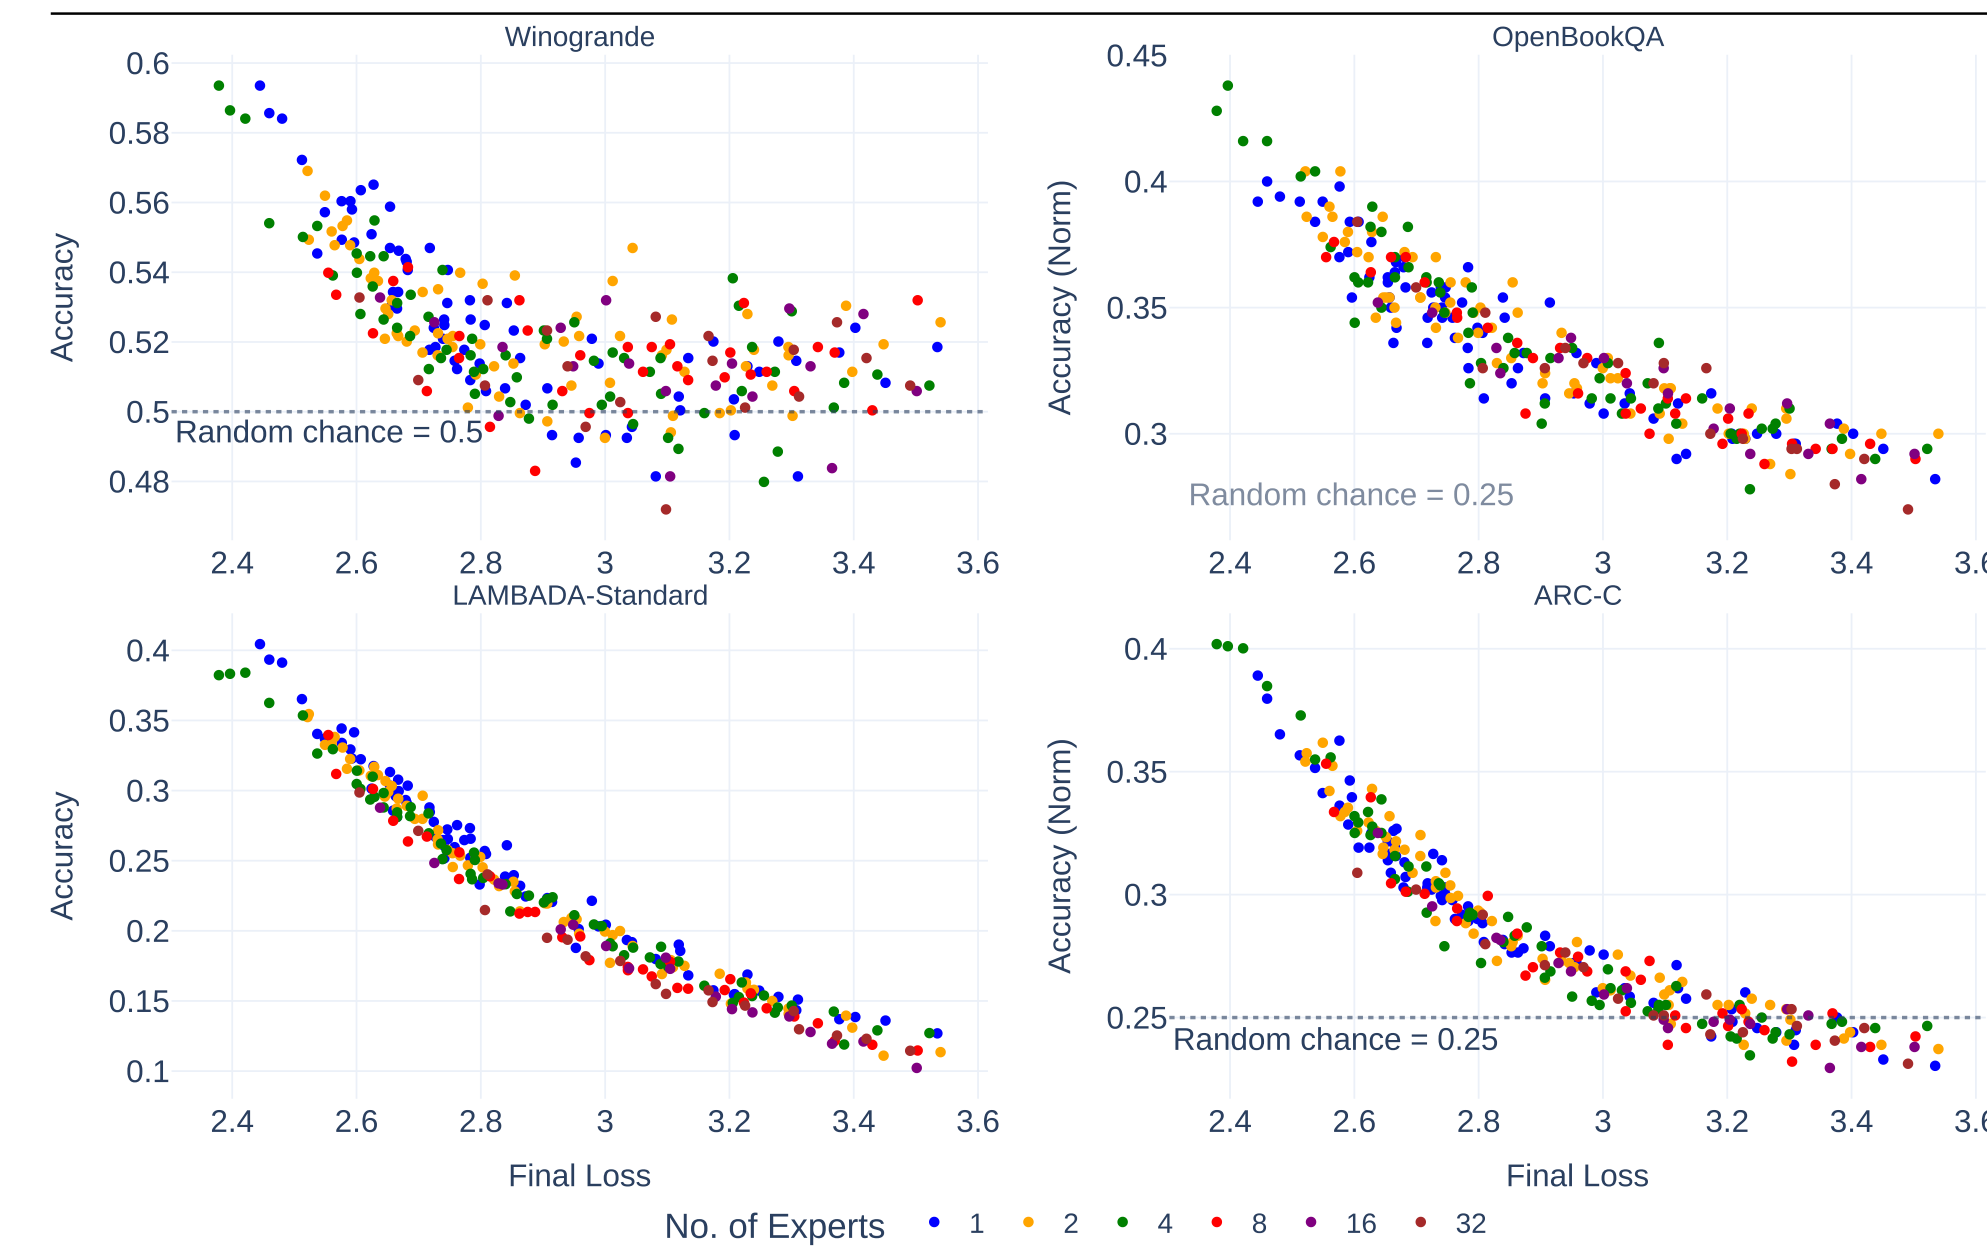 Winogrande
OpenBookQA
0.6
0.58
0.56
0.54
0.52
0.5
0.48
Accuracy
Random chance = 0.5
2.4 2.6 2.8 3 3.2 3.4 3.6
0.45
0.4
0.35
0.3
Accuracy (Norm)
Random chance = 0.25
2.4 2.6 2.8 3 3.2 3.4 3.6
LAMBADA-Standard
ARC-C
0.4
0.35
0.3
0.25
0.2
0.15
0.1
Accuracy
2.4 2.6 2.8 3 3.2 3.4 3.6
Final Loss
0.4
0.35
0.3
0.25
Accuracy (Norm)
Random chance = 0.25
2.4 2.6 2.8 3 3.2 3.4 3.6
Final Loss
No. of Experts 1 2 4 8 16 32